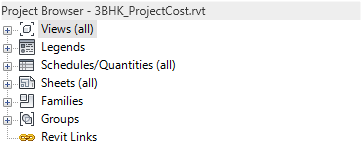 Project Browser - 3BHK_ProjectCost.rvt
Views (all)
Legends
Schedules/Quantities (all)
Sheets (all)
Families
Groups
Revit Links